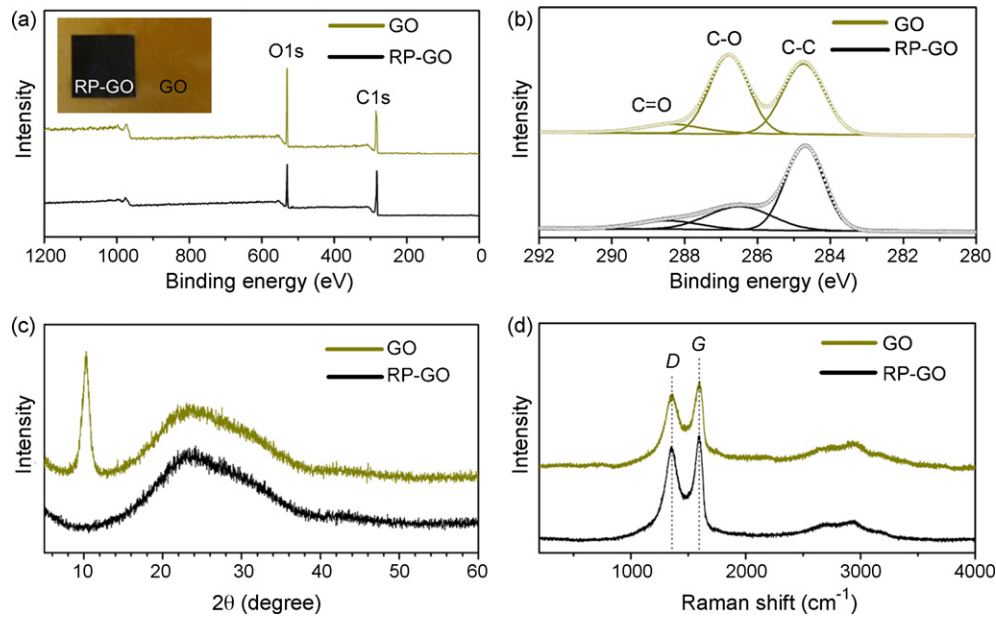 (a)
GO
RP-GO
RP-GO
GO
O1s
C1s
Intensity
1200 1000 800 600 400 200 0
Binding energy (eV)
(b)
GO
RP-GO
C-O
C-C
C=O
Intensity
292 290 288 286 284 282 280
Binding energy (eV)
(c)
GO
RP-GO
Intensity
10 20 30 40 50 60
2θ (degree)
(d)
GO
RP-GO
D
G
Intensity
1000 2000 3000 4000
Raman shift (cm⁻¹)